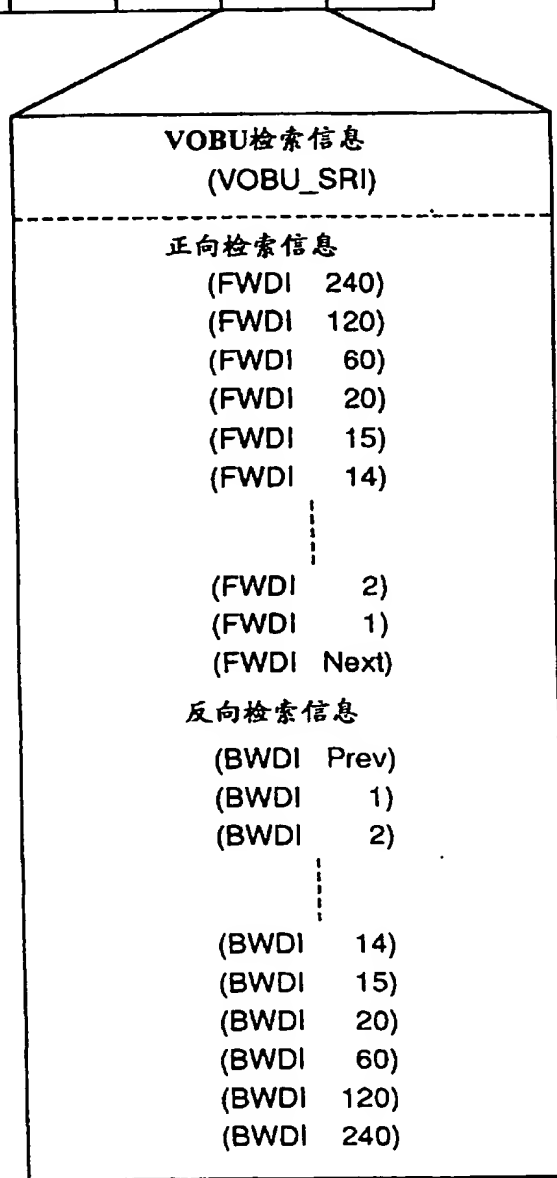 VOBU检索信息
(VOBU_SRI)
正向检索信息
(FWDI 240)
(FWDI 120)
(FWDI 60)
(FWDI 20)
(FWDI 15)
(FWDI 14)
(FWDI 2)
(FWDI 1)
(FWDI Next)
反向检索信息
(BWDI Prev)
(BWDI 1)
(BWDI 2)
(BWDI 14)
(BWDI 15)
(BWDI 20)
(BWDI 60)
(BWDI 120)
(BWDI 240)